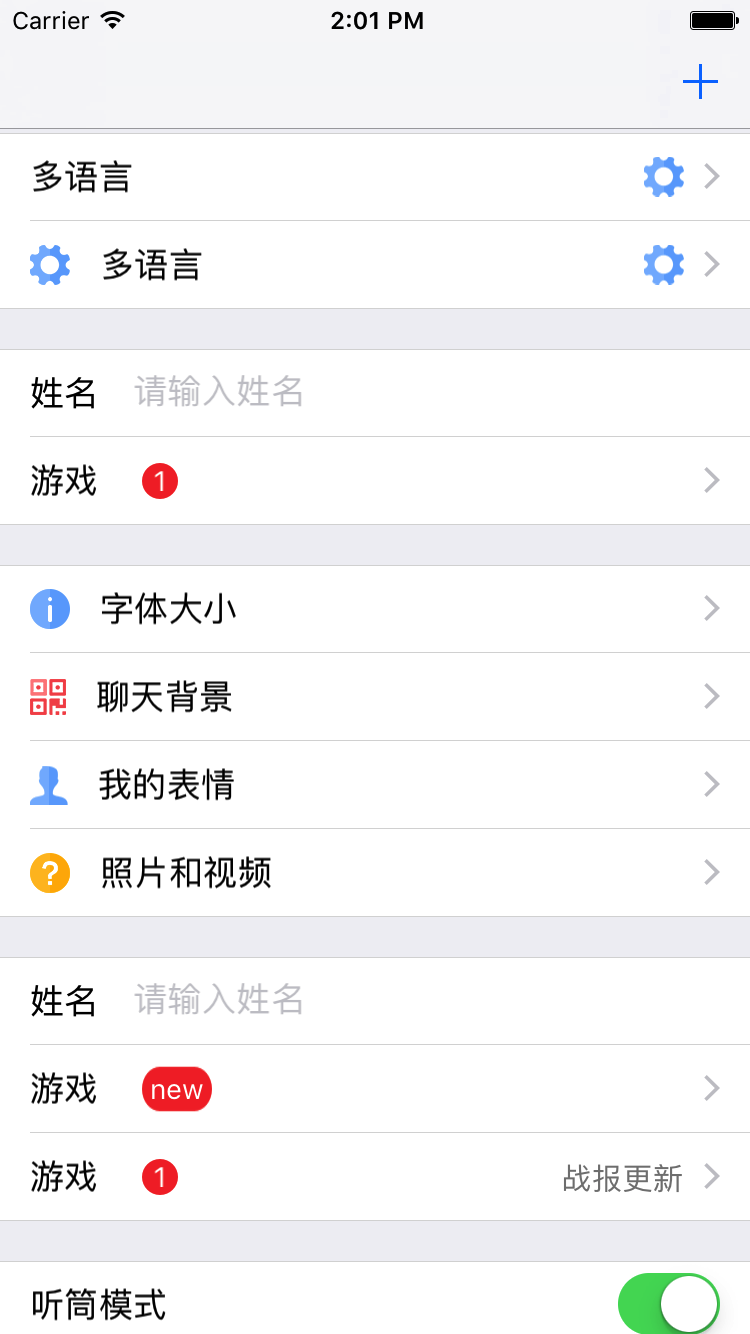 Carrier 2:01 PM
多语言
多语言
姓名 请输入姓名
游戏 1
字体大小
聊天背景
我的表情
照片和视频
姓名 请输入姓名
游戏 new
游戏 1 战报更新
听筒模式